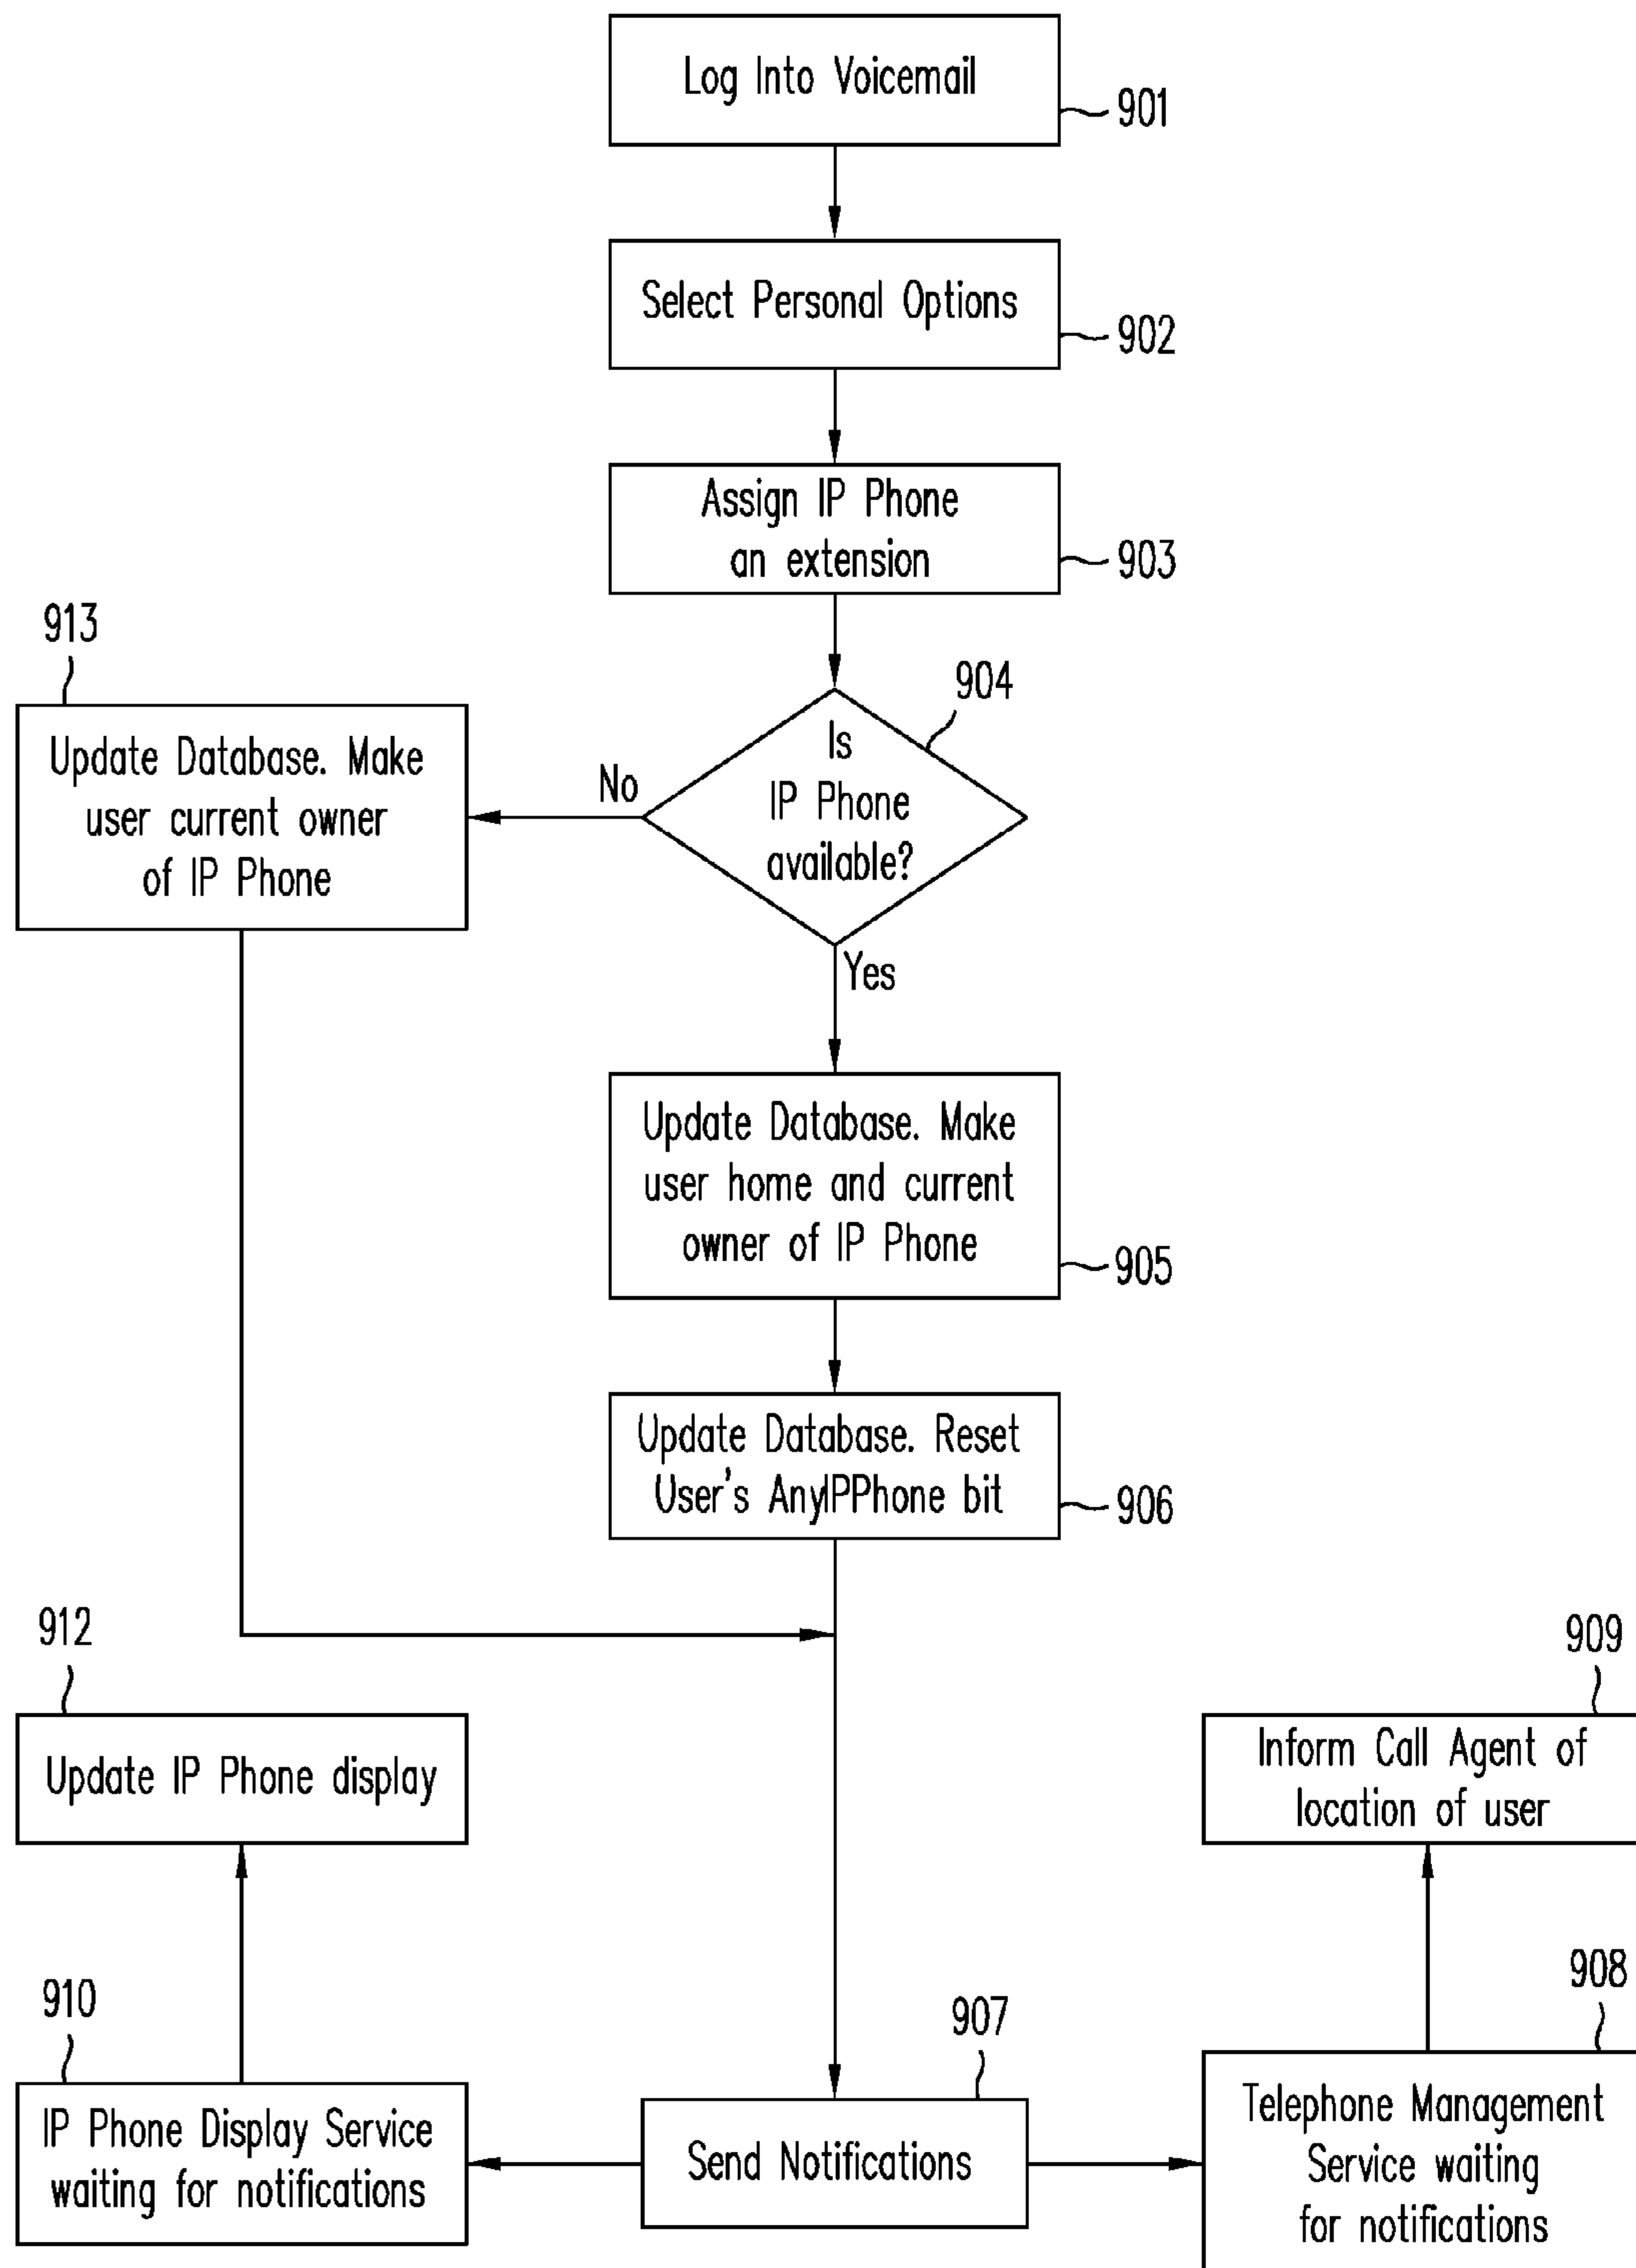 Log Into Voicemail
901
Select Personal Options
902
Assign IP Phone
an extension
903
913
Update Database. Make
user current owner
of IP Phone
No
904
Is
IP Phone
available?
Yes
Update Database. Make
user home and current
owner of IP Phone
905
Update Database. Reset
User's AnyIPPhone bit
906
912
Update IP Phone display
909
Inform Call Agent of
location of user
910
IP Phone Display Service
waiting for notifications
907
Send Notifications
908
Telephone Management
Service waiting
for notifications